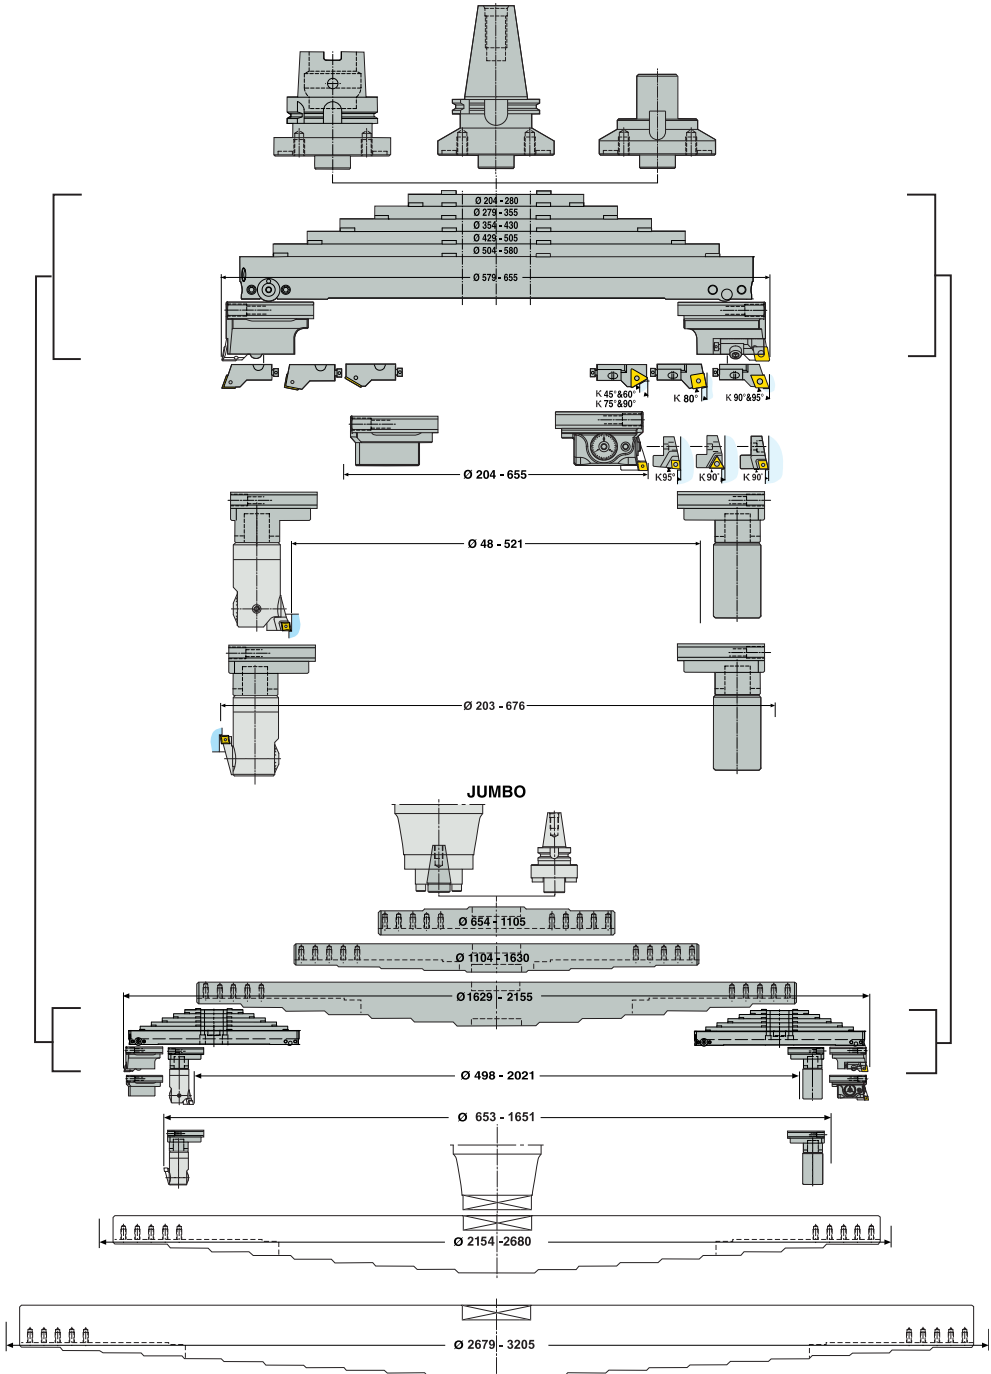 Ø 204 - 280
Ø 279 - 355
Ø 354 - 430
Ø 429 - 505
Ø 504 - 580
Ø 579 - 655
K 45°&60°
K 75°&90°
K 80°
K 90°&95°
Ø 204 - 655
K95°
K90°
K 90°
Ø 48 - 521
Ø 203 - 676
JUMBO
Ø 654 - 1105
Ø 1104 - 1630
Ø1629 - 2155
Ø 498 - 2021
Ø 653 - 1651
Ø 2154 -2680
Ø 2679 - 3205